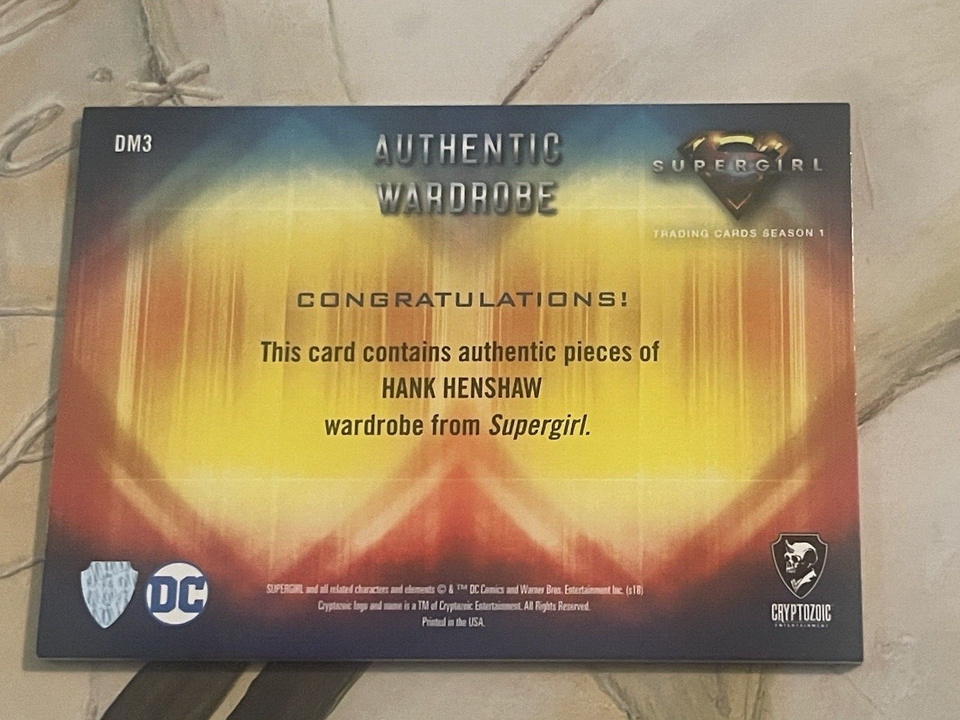 DM3
AUTHENTIC
WARDROBE
SUPERGIRL
TRADING CARDS SEASON 1
CONGRATULATIONS!
This card contains authentic pieces of
HANK HENSHAW
wardrobe from Supergirl.
DC
SUPERGIRL and all related characters and elements © & ™ DC Comics and Warner Bros. Entertainment Inc. (s18)
Cryptozoic logo and name is a TM of Cryptozoic Entertainment. All Rights Reserved.
Printed in the USA.
CRYPTOZOIC
ENTERTAINMENT